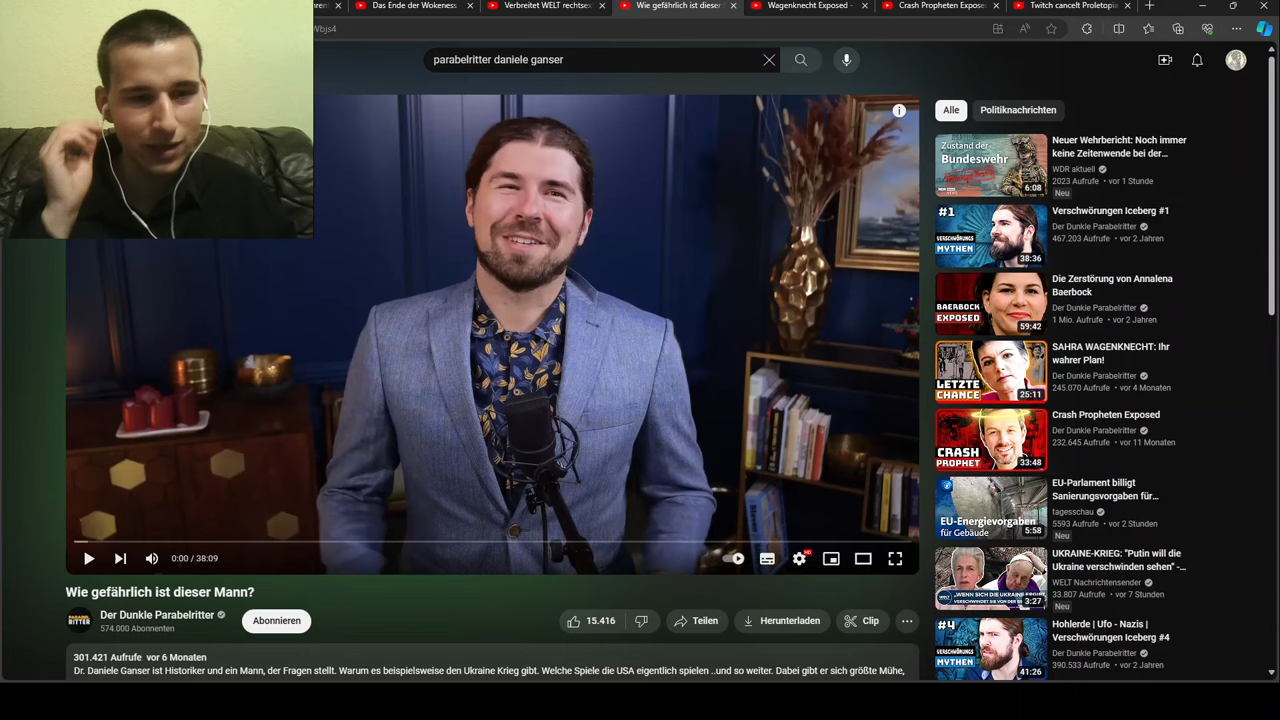 Das Ende der Wokeness
Verbreitet WELT rechtsex
Wie gefährlich ist dieser
Wagenknecht Exposed -
Crash Propheten Expose
Twitch cancelt Proletopia
Wbjs4
parabelritter daniele ganser
Alle
Politiknachrichten
Zustand der
Bundeswehr
6:08
Neuer Wehrbericht: Noch immer
keine Zeitenwende bei der…
WDR aktuell
2023 Aufrufe • vor 1 Stunde
Neu
#1
VERSCHWÖRUNGS
MYTHEN
38:36
Verschwörungen Iceberg #1
Der Dunkle Parabelritter
467.203 Aufrufe • vor 2 Jahren
BAERBOCK
EXPOSED
59:42
Die Zerstörung von Annalena
Baerbock
Der Dunkle Parabelritter
1 Mio. Aufrufe • vor 2 Jahren
LETZTE
CHANCE
25:11
SAHRA WAGENKNECHT: Ihr
wahrer Plan!
Der Dunkle Parabelritter
245.070 Aufrufe • vor 4 Monaten
CRASH
PROPHET
33:48
Crash Propheten Exposed
Der Dunkle Parabelritter
232.645 Aufrufe • vor 11 Monaten
EU-Energievorgaben
für Gebäude
5:58
EU-Parlament billigt
Sanierungsvorgaben für…
tagesschau
5593 Aufrufe • vor 2 Stunden
Neu
3:27
UKRAINE-KRIEG: "Putin will die
Ukraine verschwinden sehen" -…
WELT Nachrichtensender
33.807 Aufrufe • vor 7 Stunden
Neu
#4
VERSCHWÖRUNGS
MYTHEN
41:26
Hohlerde | Ufo - Nazis |
Verschwörungen Iceberg #4
Der Dunkle Parabelritter
390.533 Aufrufe • vor 2 Jahren
0:00 / 38:09
HD
Wie gefährlich ist dieser Mann?
PARABEL
RITTER
Der Dunkle Parabelritter
574.000 Abonnenten
Abonnieren
15.416
Teilen
Herunterladen
Clip
301.421 Aufrufe vor 6 Monaten
Dr. Daniele Ganser ist Historiker und ein Mann, der Fragen stellt. Warum es beispielsweise den Ukraine Krieg gibt. Welche Spiele die USA eigentlich spielen ..und so weiter. Dabei gibt er sich größte Mühe,